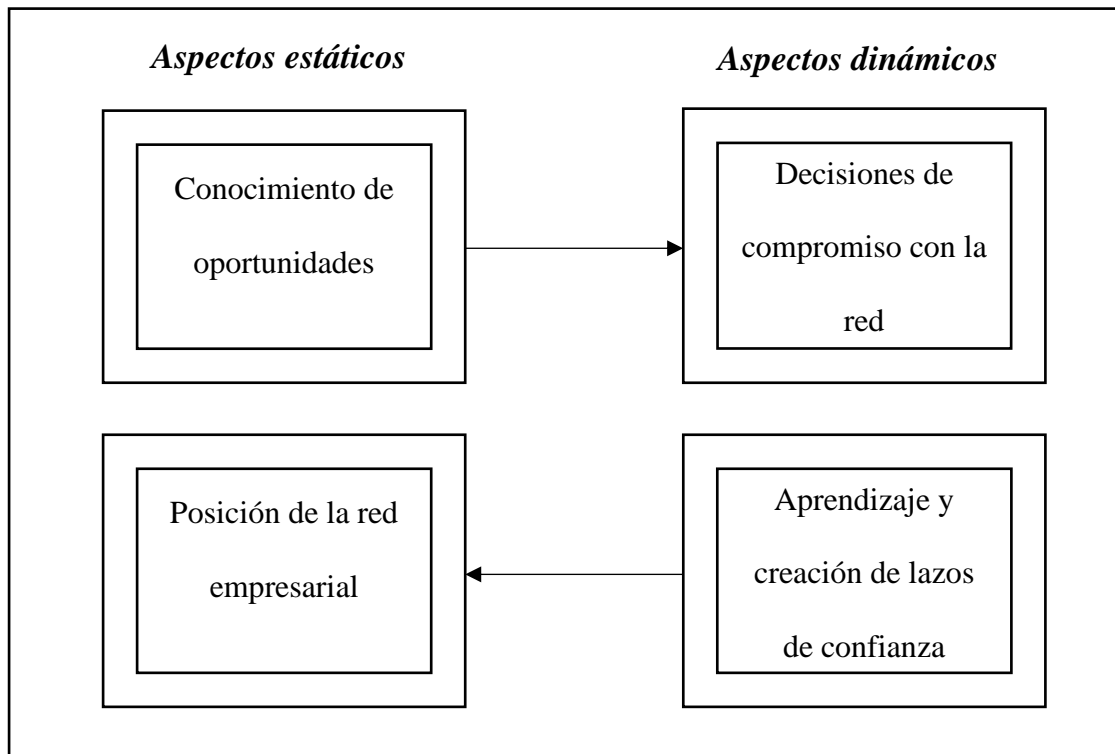 Aspectos estáticos
Aspectos dinámicos
Conocimiento de
oportunidades
Decisiones de
compromiso con la
red
Posición de la red
empresarial
Aprendizaje y
creación de lazos
de confianza